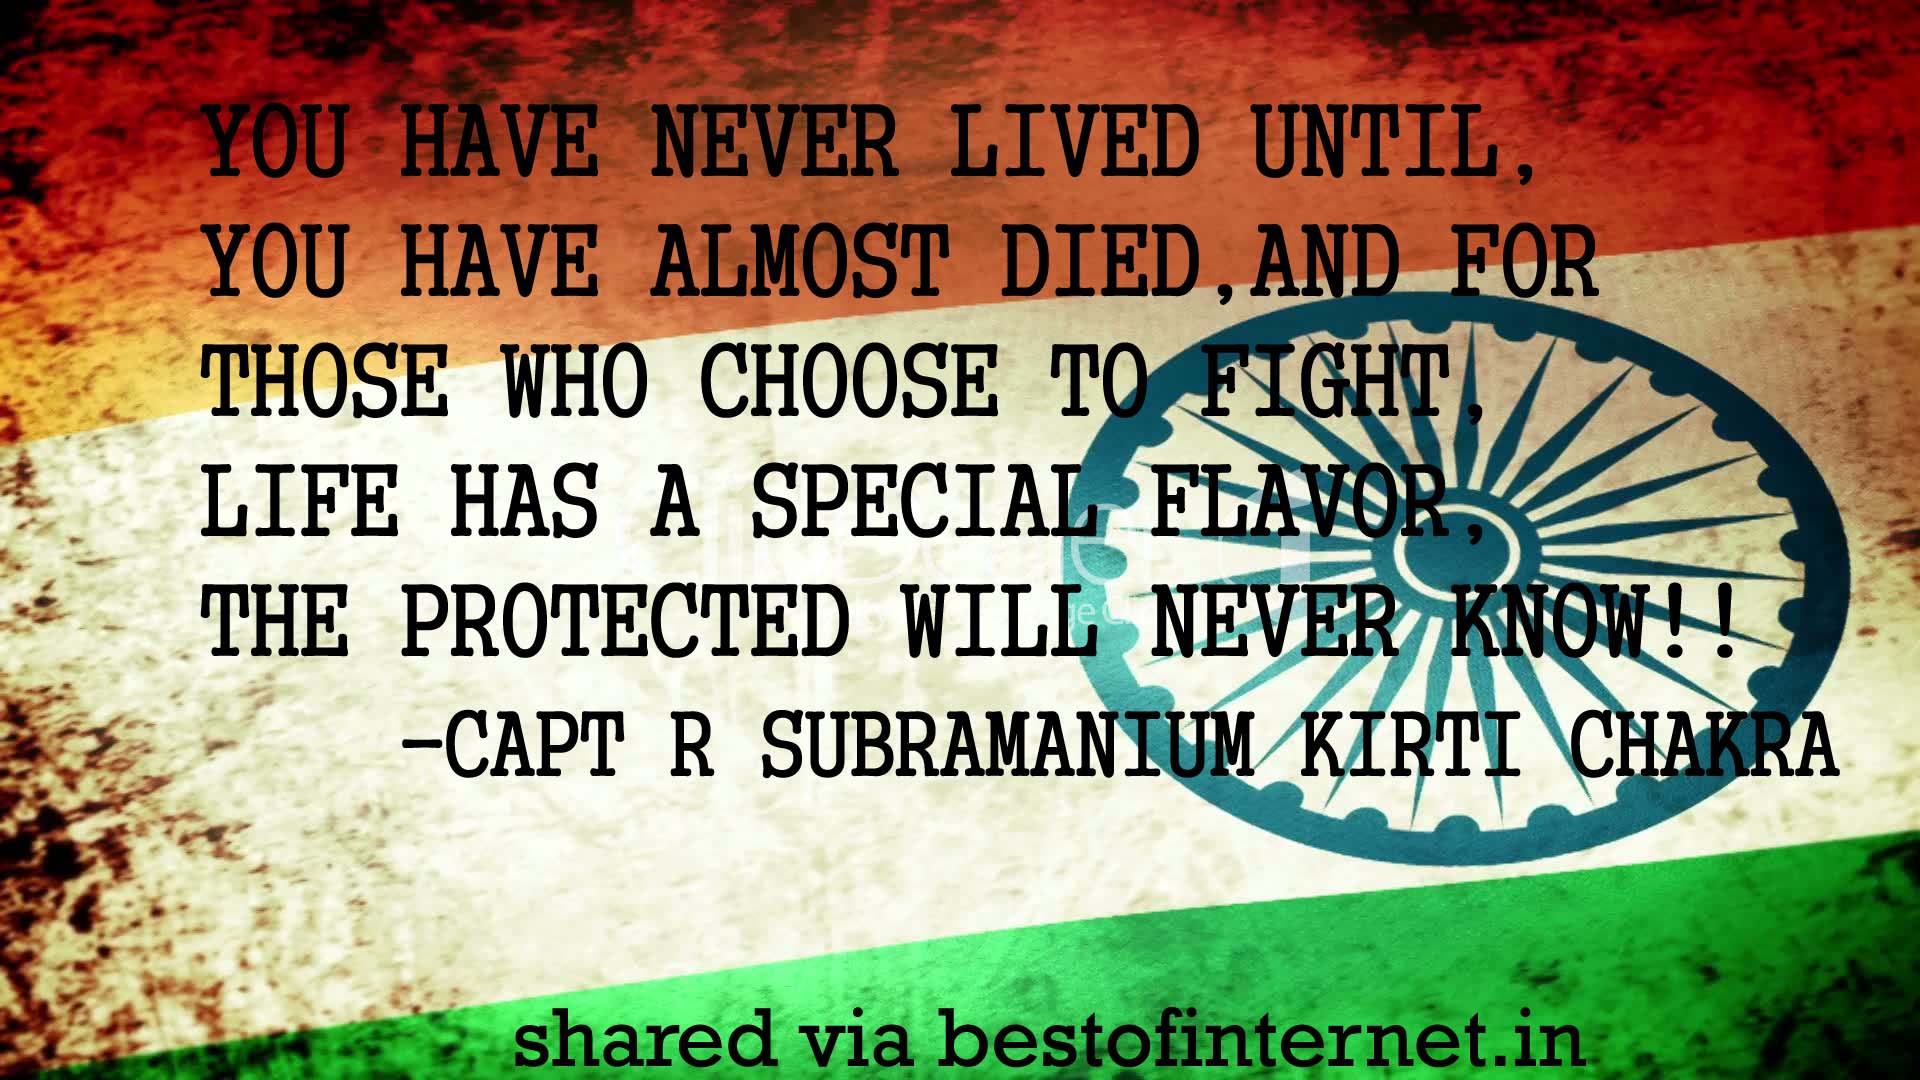 YOU HAVE NEVER LIVED UNTIL,
YOU HAVE ALMOST DIED,AND FOR
THOSE WHO CHOOSE TO FIGHT,
LIFE HAS A SPECIAL FLAVOR,
THE PROTECTED WILL NEVER KNOW!!
-CAPT R SUBRAMANIUM KIRTI CHAKRA
shared via bestofinternet.in